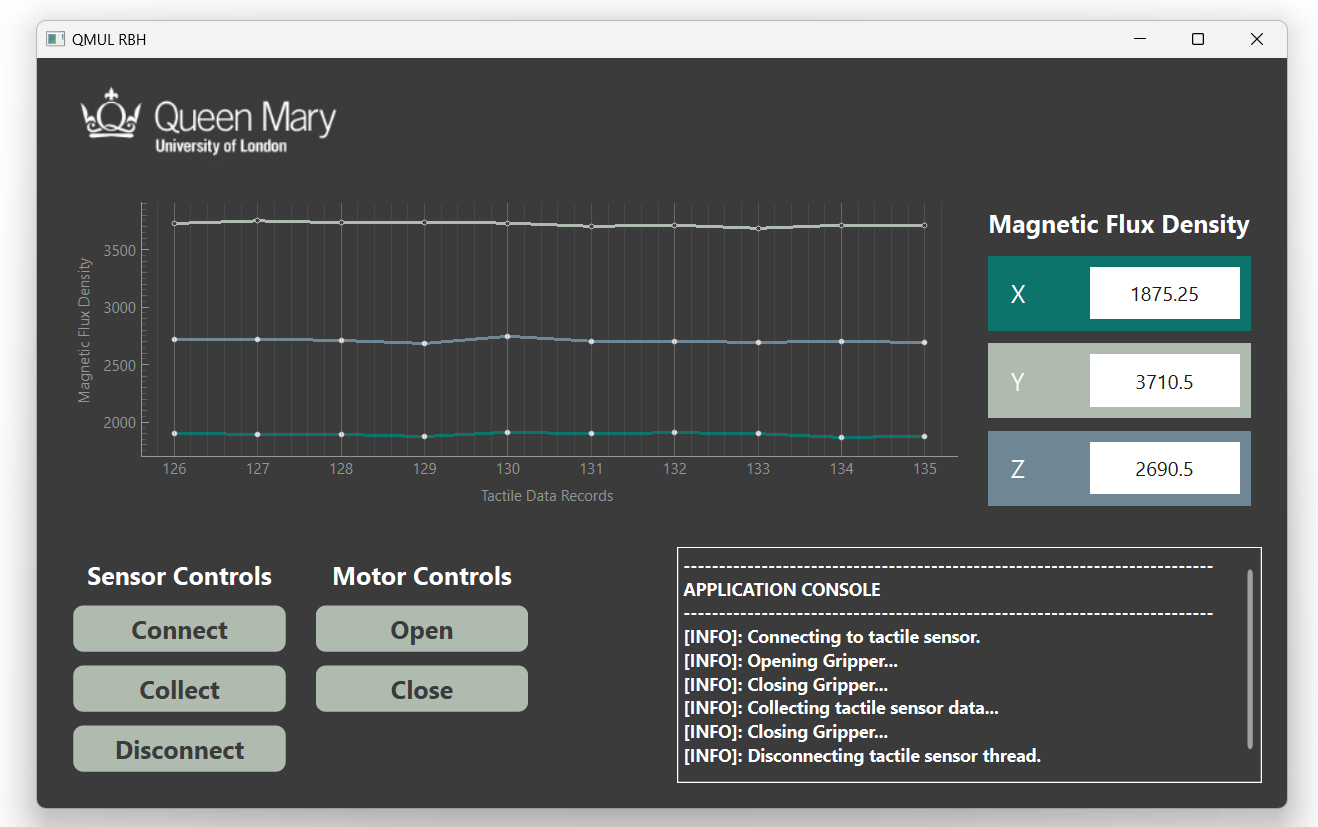 QMUL RBH
Queen Mary
University of London
Magnetic Flux Density
3500
3000
2500
2000
126 127 128 129 130 131 132 133 134 135
Tactile Data Records
Magnetic Flux Density
X 1875.25
Y 3710.5
Z 2690.5
Sensor Controls
Connect
Collect
Disconnect
Motor Controls
Open
Close
--------------------------------------------------------------------------
APPLICATION CONSOLE
--------------------------------------------------------------------------
[INFO]: Connecting to tactile sensor.
[INFO]: Opening Gripper...
[INFO]: Closing Gripper...
[INFO]: Collecting tactile sensor data...
[INFO]: Closing Gripper...
[INFO]: Disconnecting tactile sensor thread.